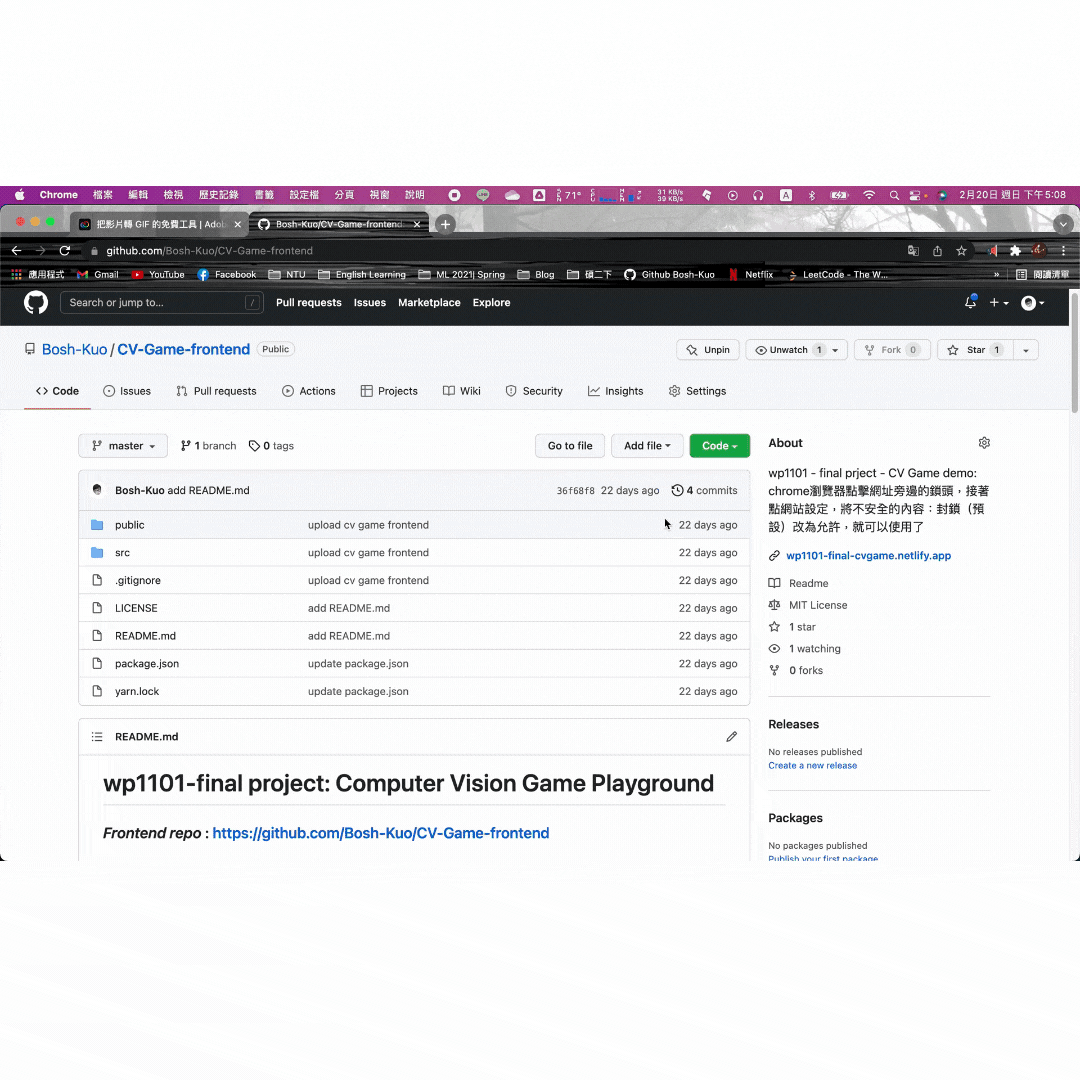 Chrome 檔案 編輯 檢視 歷史記錄 書籤 設定檔 分頁 視窗 說明 71° 31 KB/s 39 KB/s A 2月20日 週日 下午5:08
把影片轉 GIF 的免費工具 | Adob Bosh-Kuo/CV-Game-frontend
github.com/Bosh-Kuo/CV-Game-frontend
應用程式 Gmail YouTube Facebook NTU English Learning ML 2021| Spring Blog 碩二下 Github Bosh-Kuo Netflix LeetCode - The W... » 閱讀清單
Search or jump to... / Pull requests Issues Marketplace Explore
Bosh-Kuo / CV-Game-frontend Public Unpin Unwatch 1 Fork 0 Star 1
Code Issues Pull requests Actions Projects Wiki Security Insights Settings
master 1 branch 0 tags Go to file Add file Code
Bosh-Kuo add README.md 36f68f8 22 days ago 4 commits
public upload cv game frontend 22 days ago
src upload cv game frontend 22 days ago
.gitignore upload cv game frontend 22 days ago
LICENSE add README.md 22 days ago
README.md add README.md 22 days ago
package.json update package.json 22 days ago
yarn.lock update package.json 22 days ago
README.md
wp1101-final project: Computer Vision Game Playground
Frontend repo : https://github.com/Bosh-Kuo/CV-Game-frontend
About
wp1101 - final prject - CV Game demo:
chrome瀏覽器點擊網址旁邊的鎖頭，接著
點網站設定，將不安全的內容：封鎖（預
設）改為允許，就可以使用了
wp1101-final-cvgame.netlify.app
Readme
MIT License
1 star
1 watching
0 forks
Releases
No releases published
Create a new release
Packages
No packages published
Publish your first package